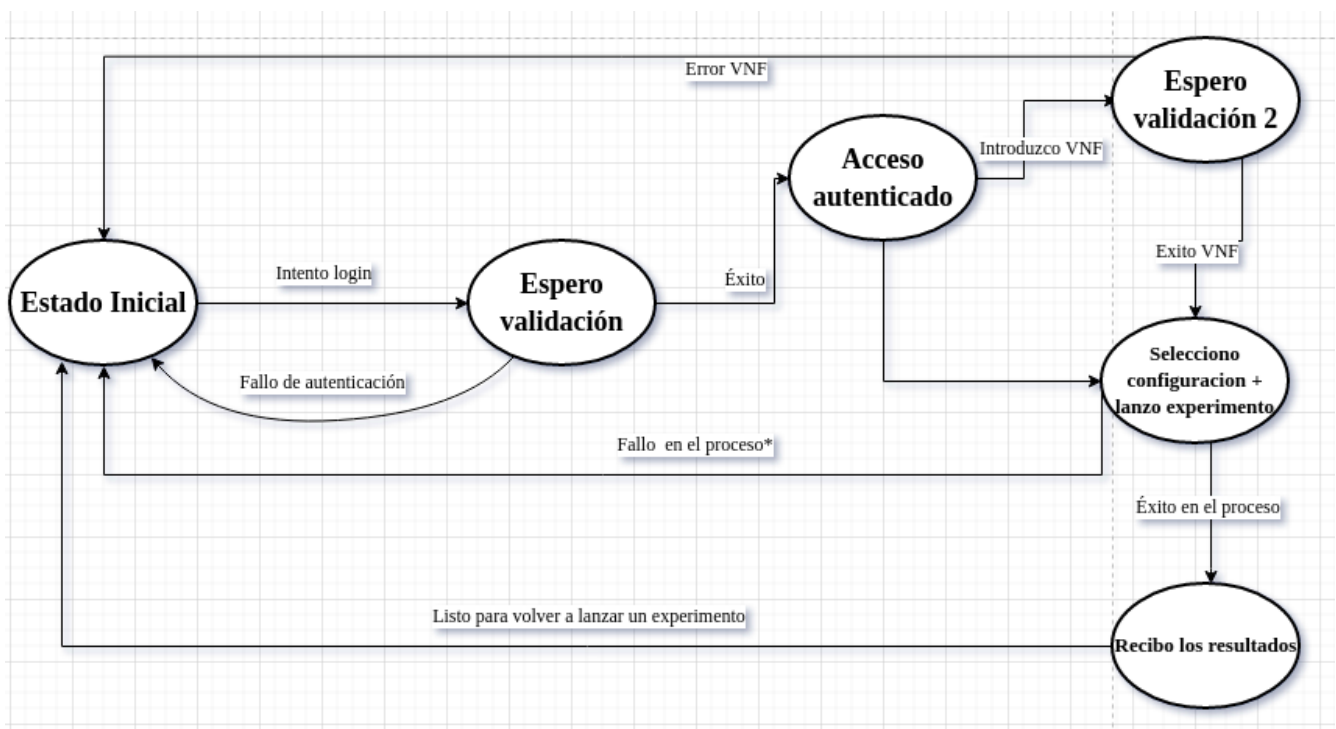 Error VNF
Espero
validación 2
Acceso
autenticado
Introduzco VNF
Exito VNF
Estado Inicial
Intento login
Espero
validación
Éxito
Fallo de autenticación
Selecciono
configuracion +
lanzo experimento
Fallo  en el proceso*
Éxito en el proceso
Listo para volver a lanzar un experimento
Recibo los resultados